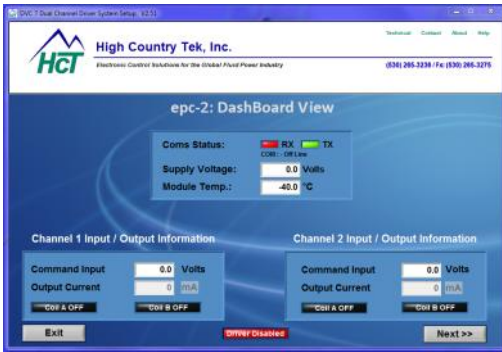 DVC 7 Dual Channel Driver System Setup V2.51
Technical Contact About Help
HCT
High Country Tek, Inc.
Electronic Control Solutions for the Global Fluid Power Industry
(530) 265-3236 / Fx: (530) 265-3275
epc-2: DashBoard View
Coms Status: RX TX
COM: - Off Line
Supply Voltage: 0.0 Volts
Module Temp.: -40.0 °C
Channel 1 Input / Output Information
Command Input 0.0 Volts
Output Current 0 mA
Coil A OFF Coil B OFF
Channel 2 Input / Output Information
Command Input 0.0 Volts
Output Current 0 mA
Coil A OFF Coil B OFF
Exit
Driver Disabled
Next >>